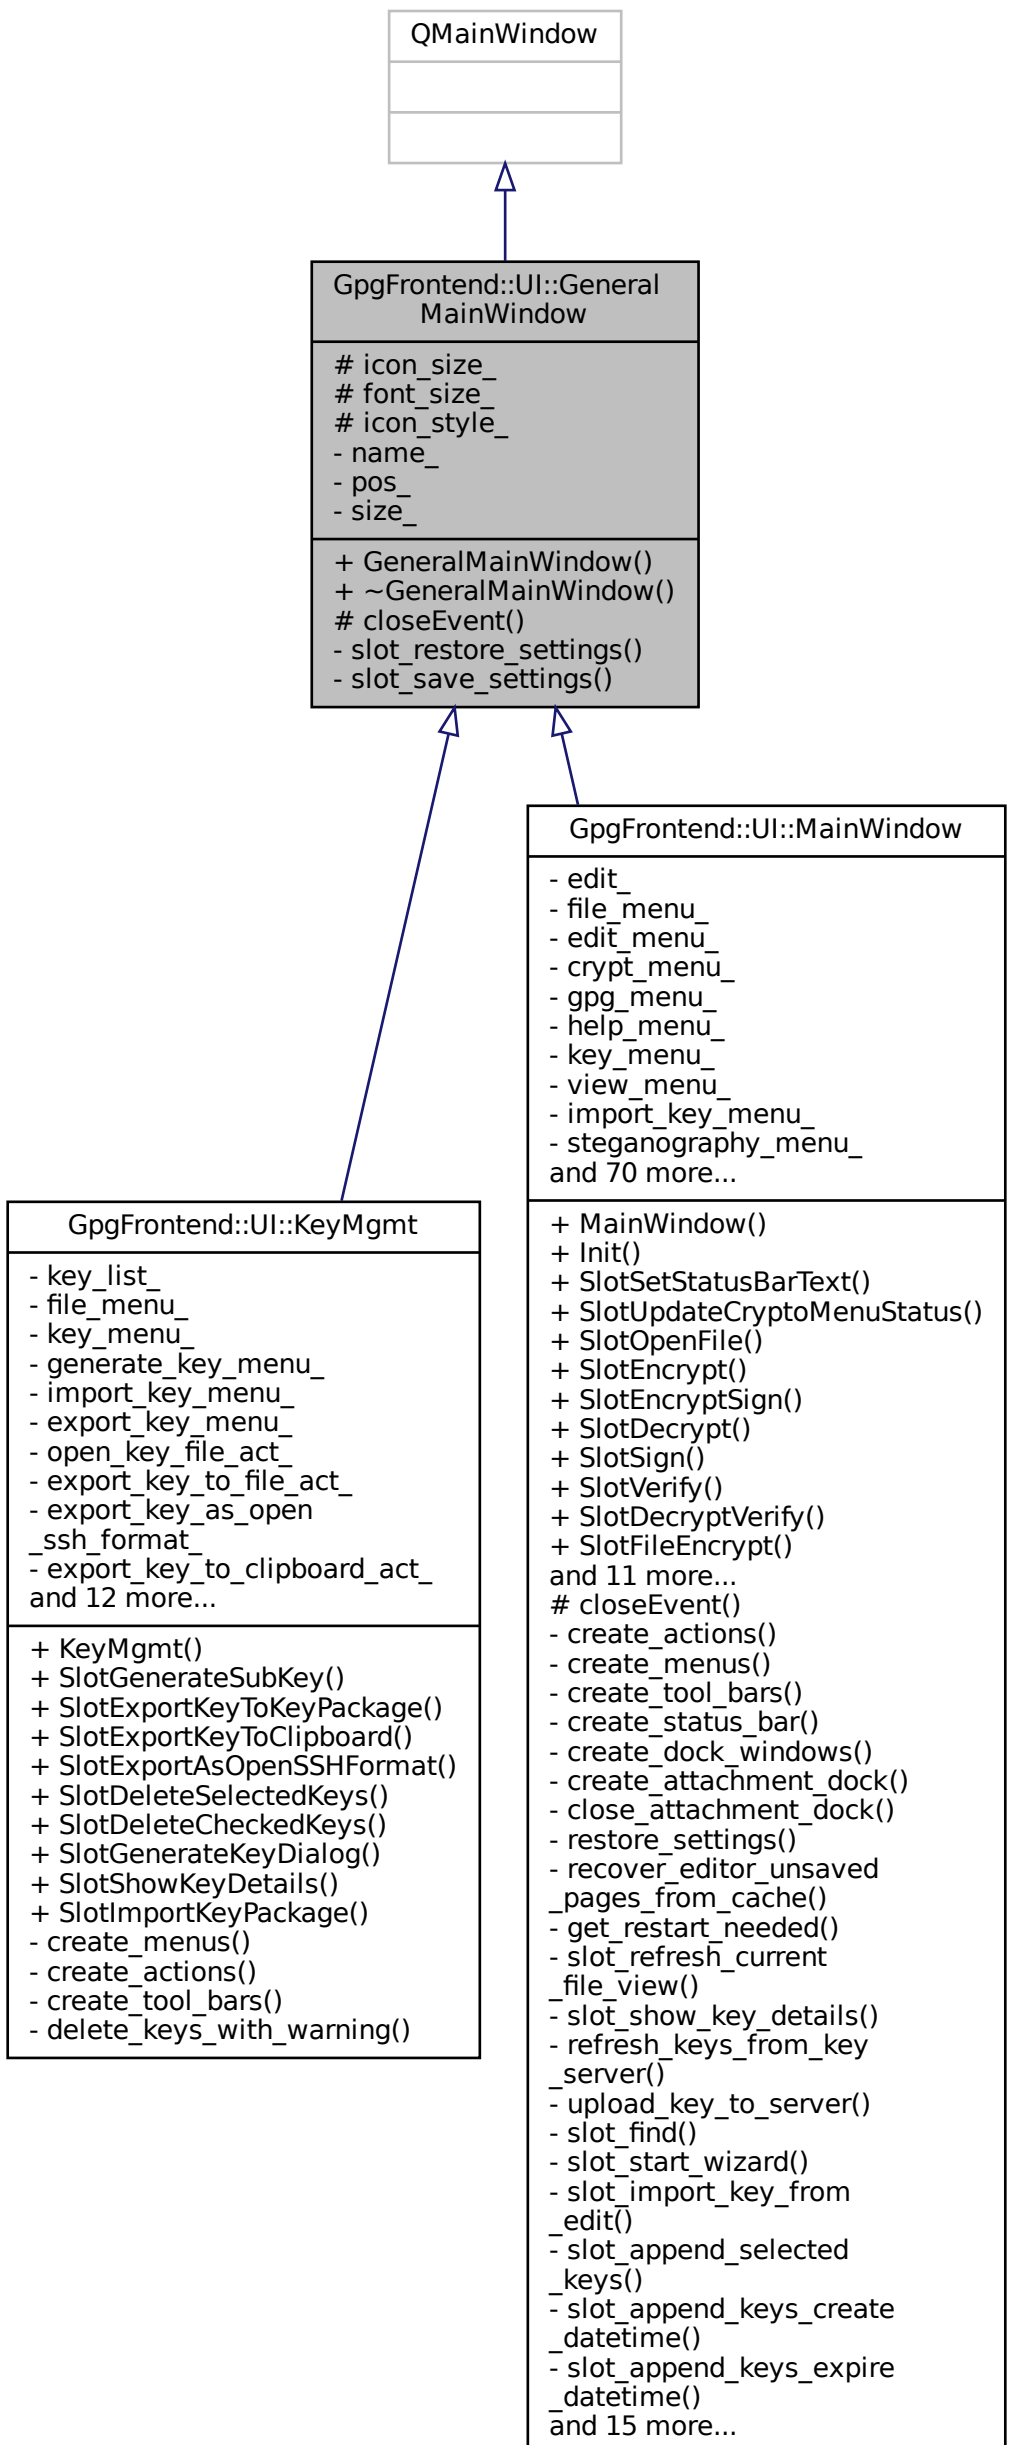 QMainWindow
GpgFrontend::UI::General
MainWindow
# icon_size_
# font_size_
# icon_style_
- name_
- pos_
- size_
+ GeneralMainWindow()
+ ~GeneralMainWindow()
# closeEvent()
- slot_restore_settings()
- slot_save_settings()
GpgFrontend::UI::KeyMgmt
- key_list_
- file_menu_
- key_menu_
- generate_key_menu_
- import_key_menu_
- export_key_menu_
- open_key_file_act_
- export_key_to_file_act_
- export_key_as_open
_ssh_format_
- export_key_to_clipboard_act_
and 12 more...
+ KeyMgmt()
+ SlotGenerateSubKey()
+ SlotExportKeyToKeyPackage()
+ SlotExportKeyToClipboard()
+ SlotExportAsOpenSSHFormat()
+ SlotDeleteSelectedKeys()
+ SlotDeleteCheckedKeys()
+ SlotGenerateKeyDialog()
+ SlotShowKeyDetails()
+ SlotImportKeyPackage()
- create_menus()
- create_actions()
- create_tool_bars()
- delete_keys_with_warning()
GpgFrontend::UI::MainWindow
- edit_
- file_menu_
- edit_menu_
- crypt_menu_
- gpg_menu_
- help_menu_
- key_menu_
- view_menu_
- import_key_menu_
- steganography_menu_
and 70 more...
+ MainWindow()
+ Init()
+ SlotSetStatusBarText()
+ SlotUpdateCryptoMenuStatus()
+ SlotOpenFile()
+ SlotEncrypt()
+ SlotEncryptSign()
+ SlotDecrypt()
+ SlotSign()
+ SlotVerify()
+ SlotDecryptVerify()
+ SlotFileEncrypt()
and 11 more...
# closeEvent()
- create_actions()
- create_menus()
- create_tool_bars()
- create_status_bar()
- create_dock_windows()
- create_attachment_dock()
- close_attachment_dock()
- restore_settings()
- recover_editor_unsaved
_pages_from_cache()
- get_restart_needed()
- slot_refresh_current
_file_view()
- slot_show_key_details()
- refresh_keys_from_key
_server()
- upload_key_to_server()
- slot_find()
- slot_start_wizard()
- slot_import_key_from
_edit()
- slot_append_selected
_keys()
- slot_append_keys_create
_datetime()
- slot_append_keys_expire
_datetime()
and 15 more...